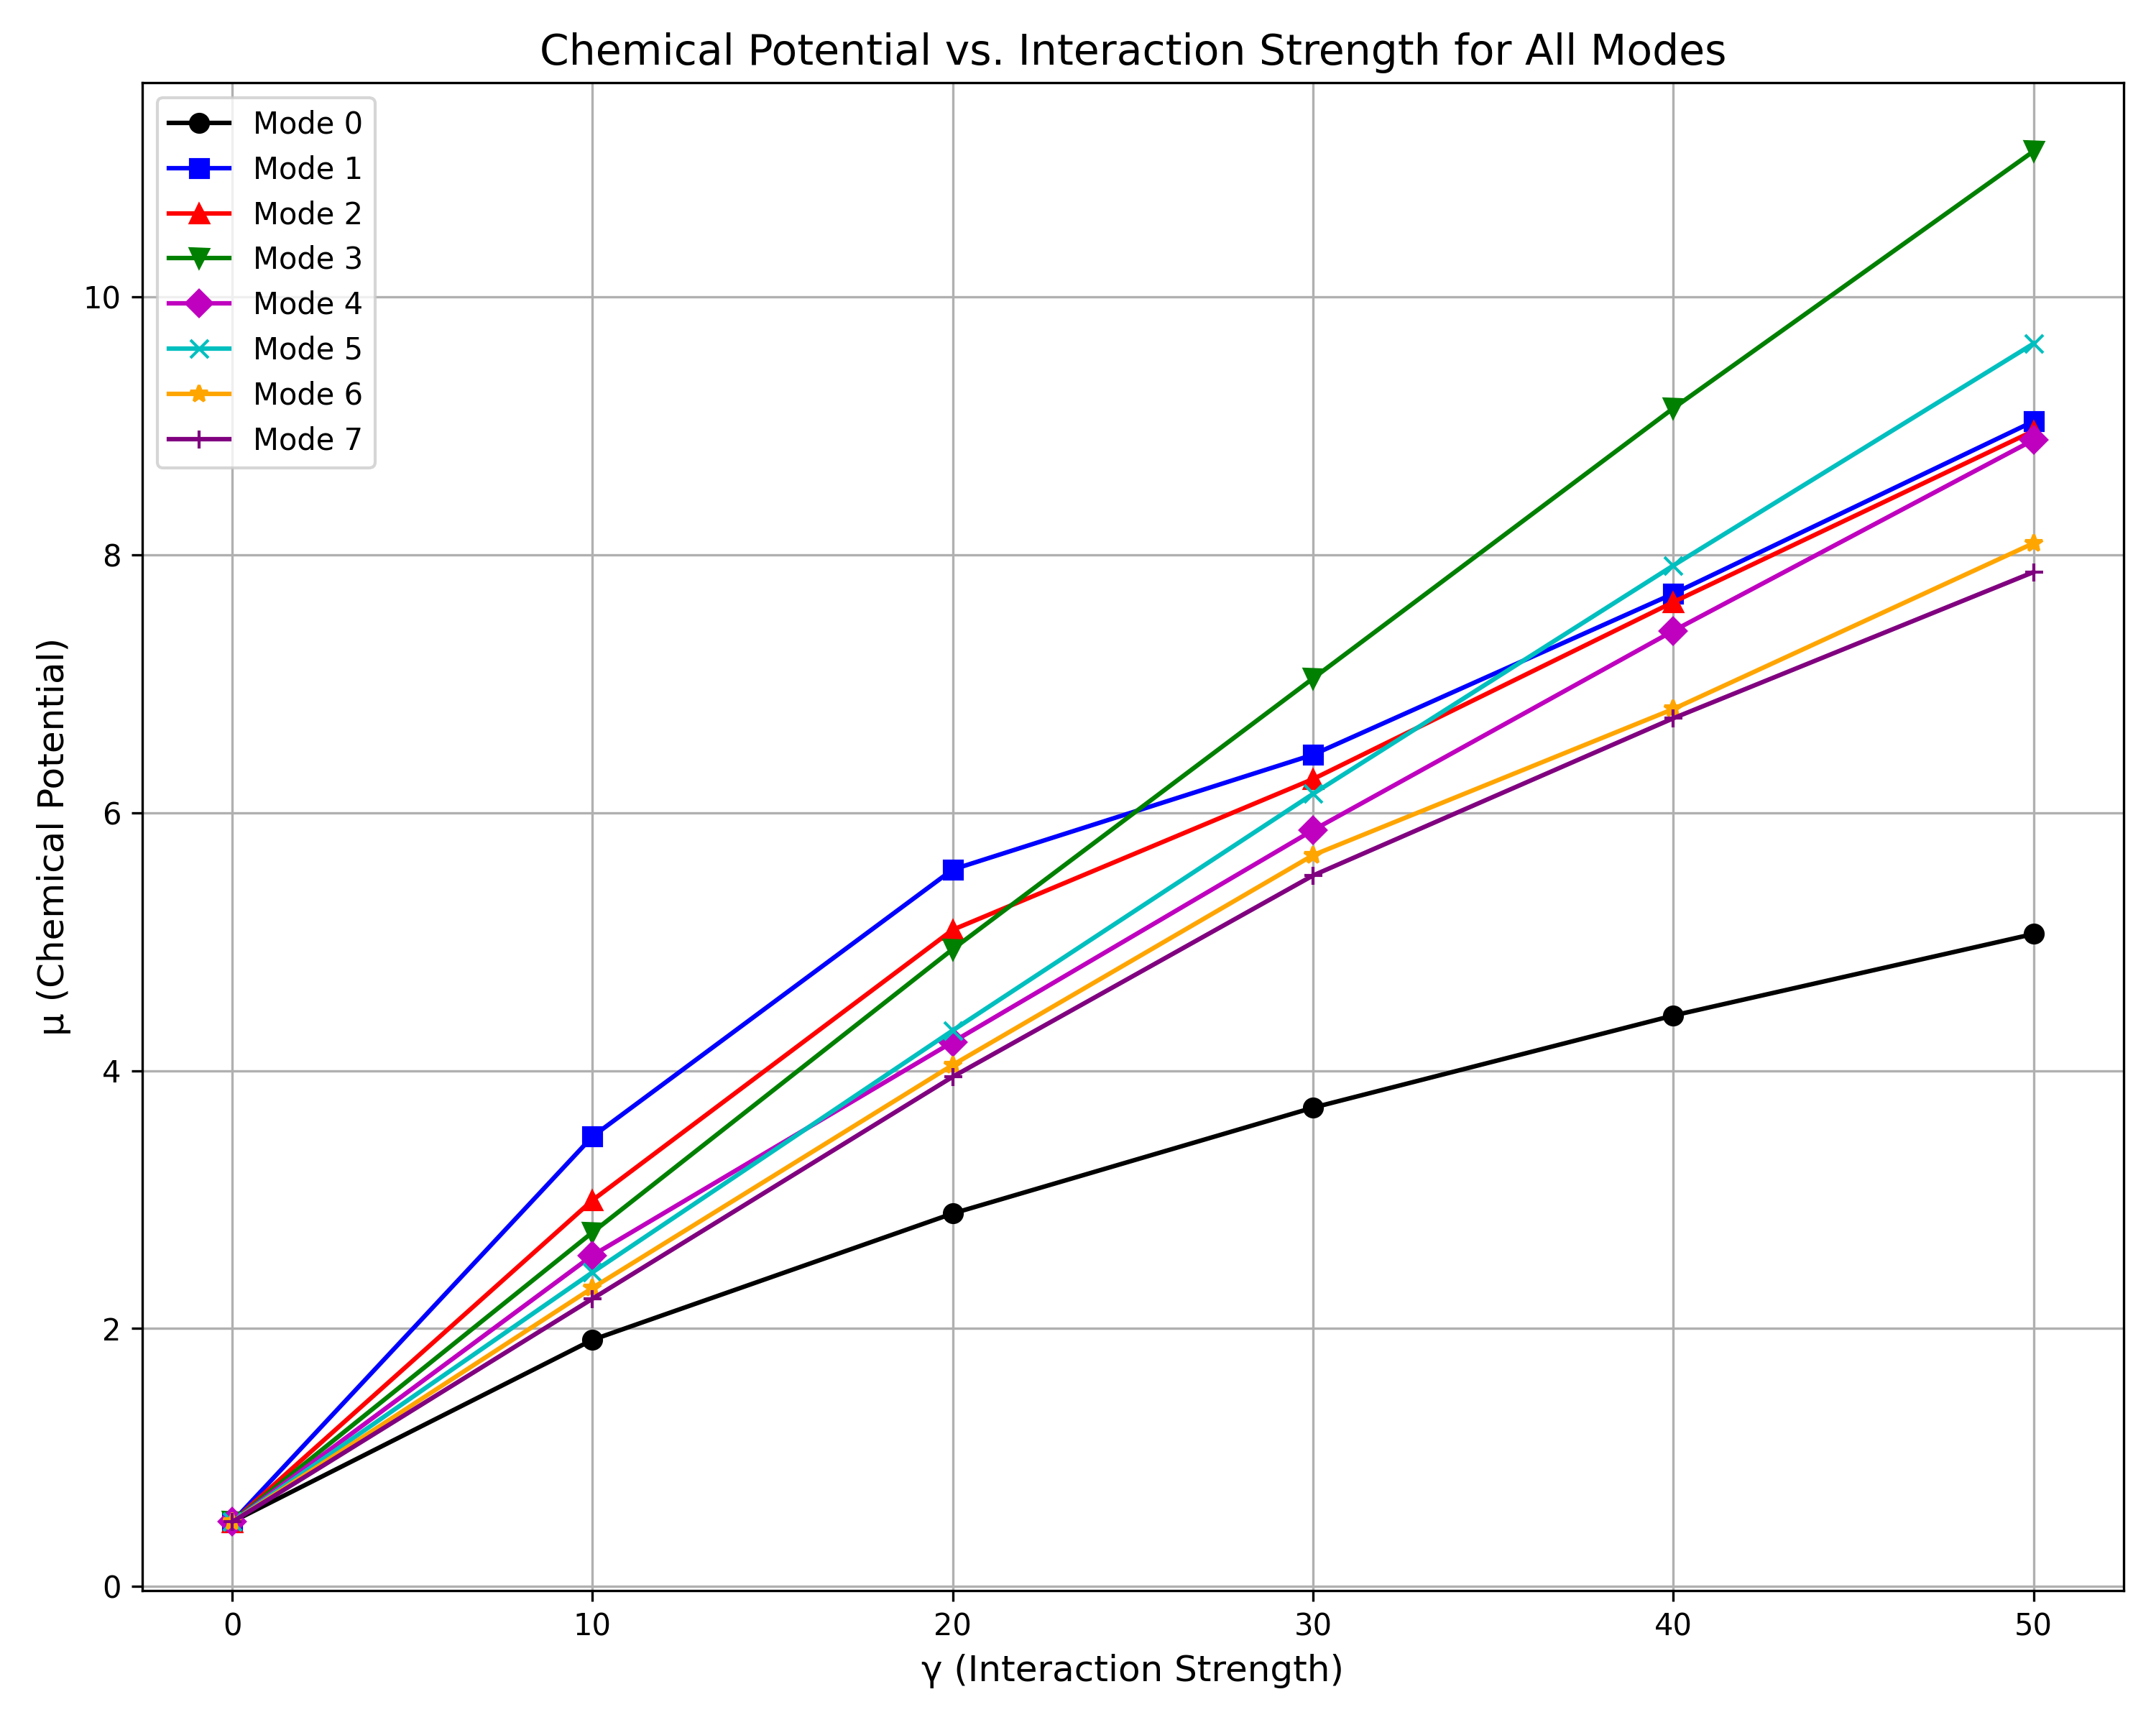 Chemical Potential vs. Interaction Strength for All Modes
Mode 0
Mode 1
Mode 2
Mode 3
Mode 4
Mode 5
Mode 6
Mode 7
10
8
6
4
2
0
μ (Chemical Potential)
0 10 20 30 40 50
γ (Interaction Strength)